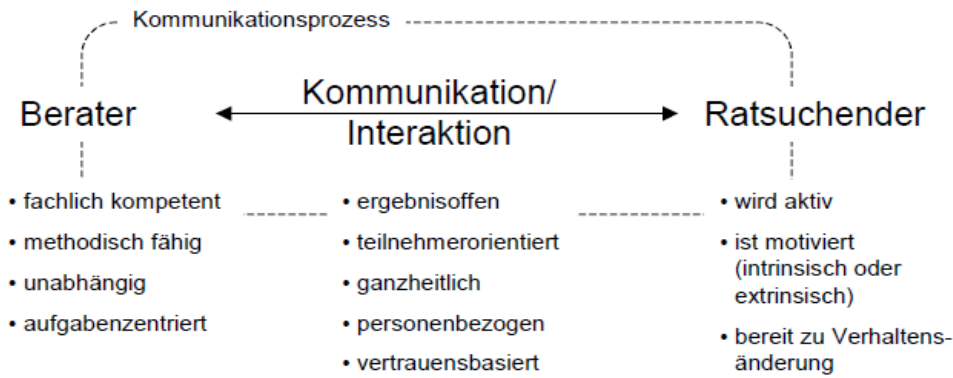 Kommunikationsprozess
Berater
Kommunikation/
Interaktion
Ratsuchender
• fachlich kompetent
• methodisch fähig
• unabhängig
• aufgabenzentriert
• ergebnisoffen
• teilnehmerorientiert
• ganzheitlich
• personenbezogen
• vertrauensbasiert
• wird aktiv
• ist motiviert
(intrinsisch oder
extrinsisch)
• bereit zu Verhaltens-
änderung